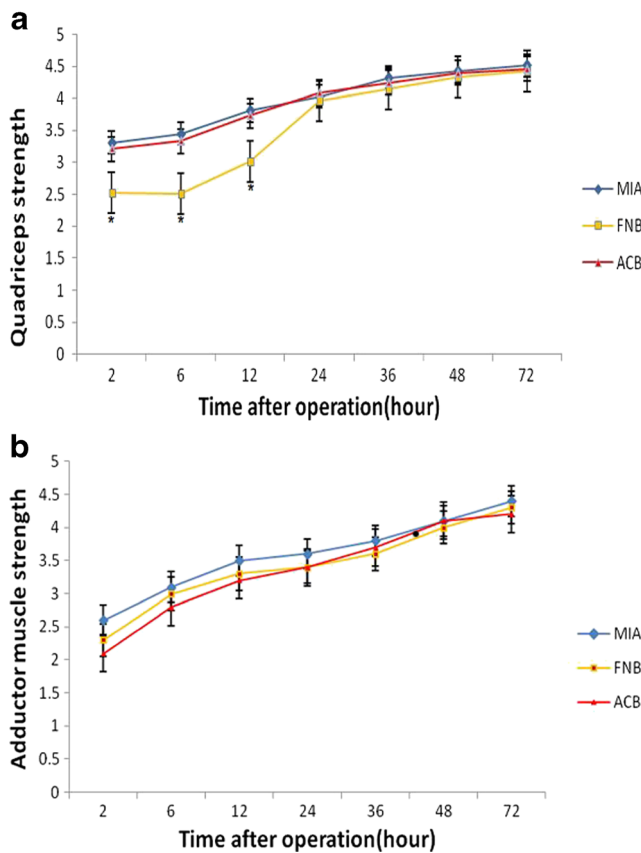 a
5
4.5
4
3.5
3
2.5
2
1.5
1
0.5
0
Quadriceps strength
* * *
2 6 12 24 36 48 72
Time after operation(hour)
MIA
FNB
ACB
b
5
4.5
4
3.5
3
2.5
2
1.5
1
0.5
0
Adductor muscle strength
2 6 12 24 36 48 72
Time after operation(hour)
MIA
FNB
ACB